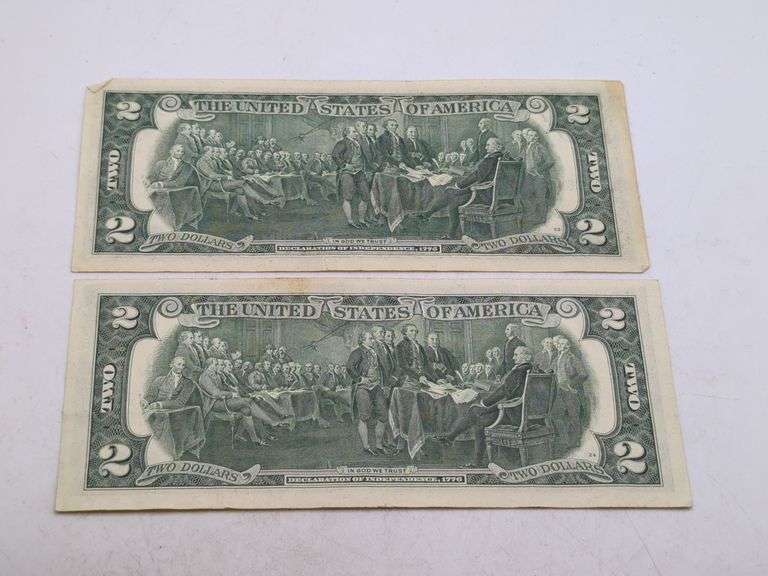 2 THE UNITED STATES OF AMERICA 2
TWO TWO
2 TWO DOLLARS IN GOD WE TRUST TWO DOLLARS 2
DECLARATION OF INDEPENDENCE, 1776
2 THE UNITED STATES OF AMERICA 2
TWO TWO
2 TWO DOLLARS IN GOD WE TRUST TWO DOLLARS 2
DECLARATION OF INDEPENDENCE, 1776